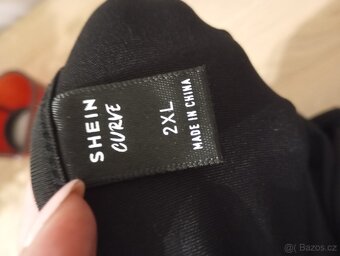 SHEIN
CURVE
2XL
MADE IN CHINA
@( Bazos.cz